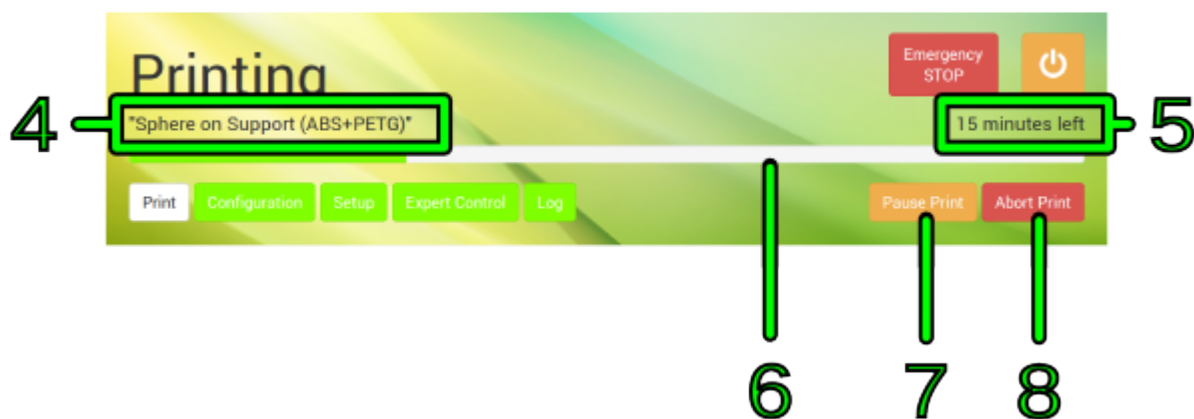 Printing
Emergency
STOP
4
"Sphere on Support (ABS+PETG)"
15 minutes left
5
Print Configuration Setup Expert Control Log Pause Print Abort Print
6 7 8